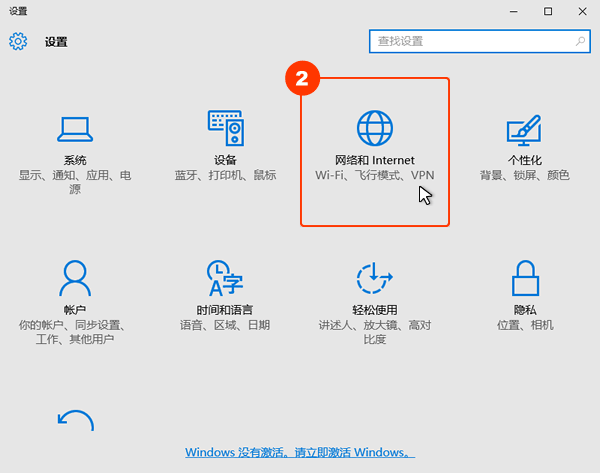 设置
设置
查找设置
2
系统
显示、通知、应用、电
源
设备
蓝牙、打印机、鼠标
网络和 Internet
Wi-Fi、飞行模式、VPN
个性化
背景、锁屏、颜色
帐户
你的帐户、同步设置、
工作、其他用户
A字
时间和语言
语音、区域、日期
轻松使用
讲述人、放大镜、高对
比度
隐私
位置、相机
Windows 没有激活。请立即激活 Windows。